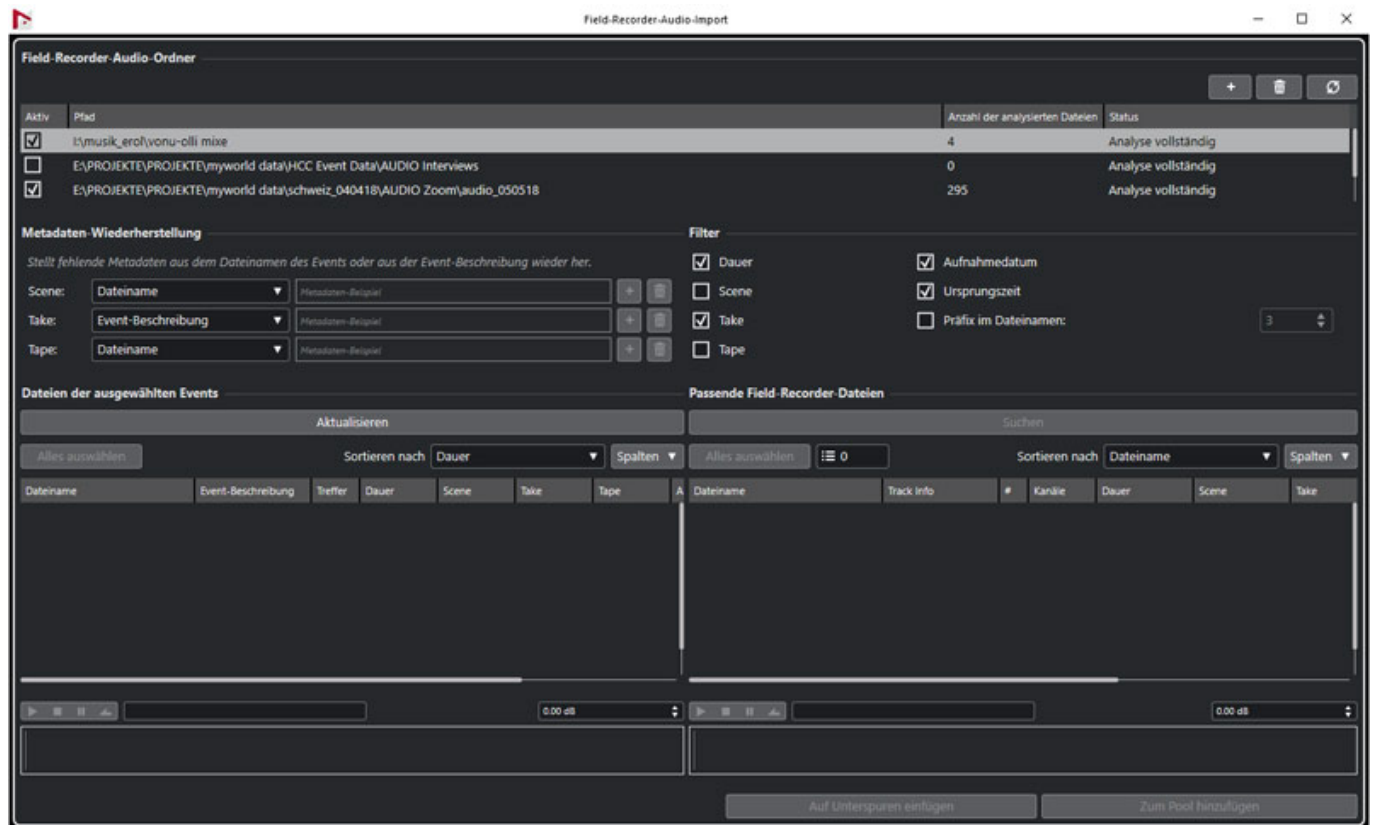 Field-Recorder-Audio-Import
Field-Recorder-Audio-Ordner
Aktiv Pfad Anzahl der analysierten Dateien Status
I:\musik_erol\vonu-olli mixe 4 Analyse vollständig
E:\PROJEKTE\PROJEKTE\myworld data\HCC Event Data\AUDIO Interviews 0 Analyse vollständig
E:\PROJEKTE\PROJEKTE\myworld data\schweiz_040418\AUDIO Zoom\audio_050518 295 Analyse vollständig
Metadaten-Wiederherstellung Filter
Stellt fehlende Metadaten aus dem Dateinamen des Events oder aus der Event-Beschreibung wieder her. Dauer Aufnahmedatum
Scene: Dateiname Metadaten-Beispiel Scene Ursprungszeit
Take: Event-Beschreibung Metadaten-Beispiel Take Präfix im Dateinamen: 3
Tape: Dateiname Metadaten-Beispiel Tape
Dateien der ausgewählten Events Passende Field-Recorder-Dateien
Aktualisieren Suchen
Alles auswählen Sortieren nach Dauer Spalten Alles auswählen 0 Sortieren nach Dateiname Spalten
Dateiname Event-Beschreibung Treffer Dauer Scene Take Tape A Dateiname Track Info # Kanäle Dauer Scene Take
0.00 dB 0.00 dB
Auf Unterspuren einfügen Zum Pool hinzufügen